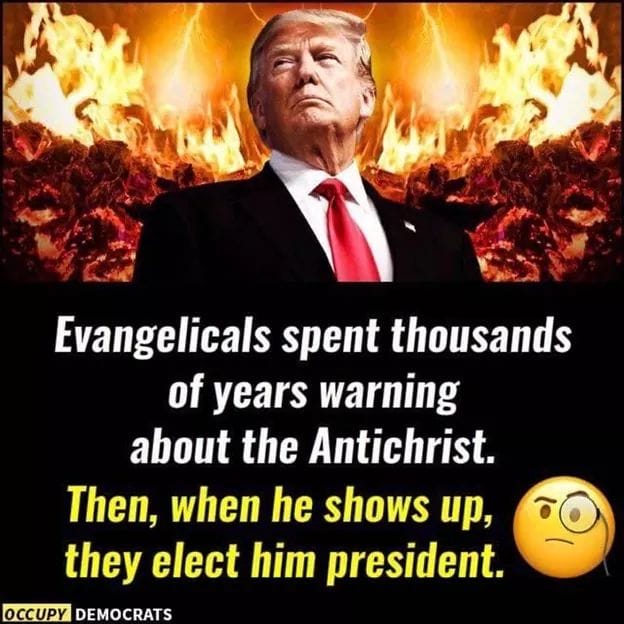 Evangelicals spent thousands
of years warning
about the Antichrist.
Then, when he shows up,
they elect him president.
OCCUPY DEMOCRATS